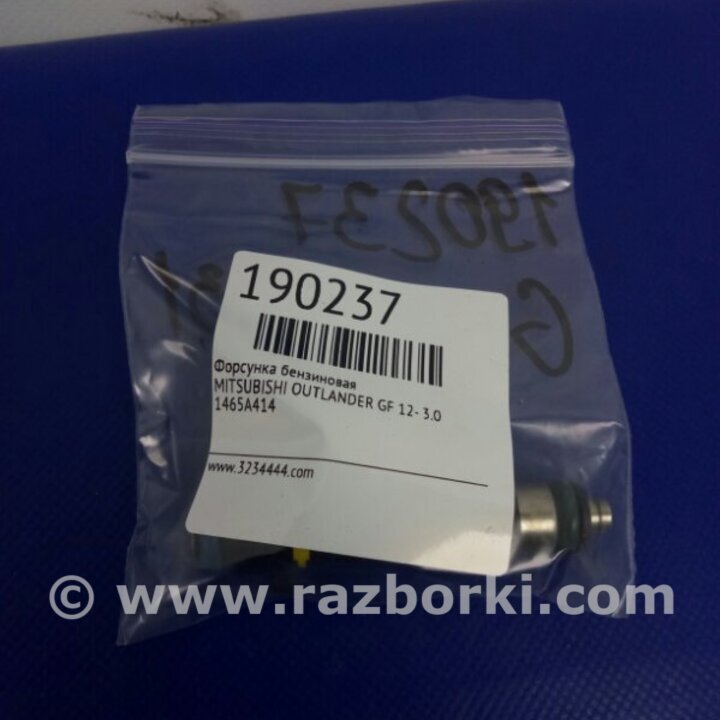 190237
G
190237
Форсунка бензиновая
MITSUBISHI OUTLANDER GF 12- 3.0
1465A414
www.3234444.com
© www.razborki.com